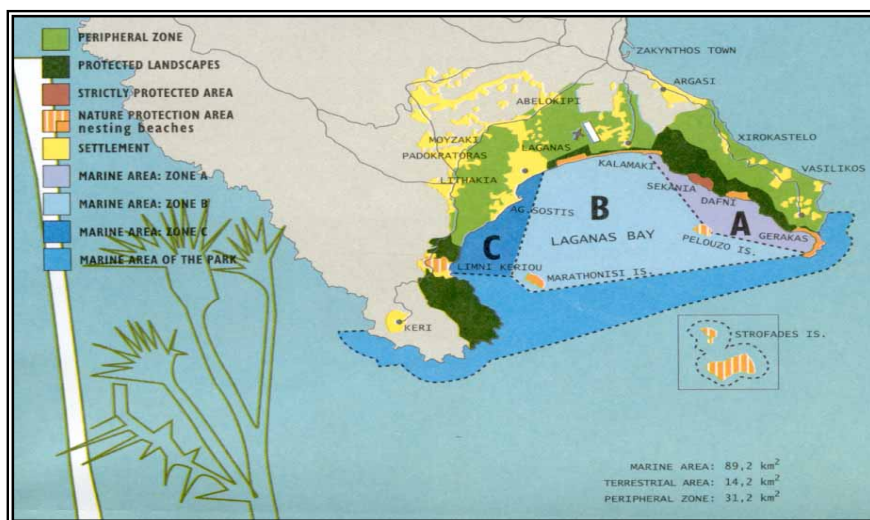 PERIPHERAL ZONE
PROTECTED LANDSCAPES
STRICTLY PROTECTED AREA
NATURE PROTECTION AREA
nesting beaches
SETTLEMENT
MARINE AREA: ZONE A
MARINE AREA: ZONE B
MARINE AREA: ZONE C
MARINE AREA OF THE PARK
ZAKYNTHOS TOWN
ARGASI
ABELOKIPI
MOYZAKI
LAGANAS
XIROKASTELO
PADOKRATORAS
KALAMAKI
VASILIKOS
LITHAKIA
SEKANIA
DAFNI
AG.GOSTIS
B
A
LAGANAS BAY
GERAKAS
C
PELOUZO IS.
LIMNI KERIOU
MARATHONISI IS.
KERI
STROFADES IS.
MARINE AREA: 89,2 km2
TERRESTRIAL AREA: 14,2 km2
PERIPHERAL ZONE: 31,2 km2